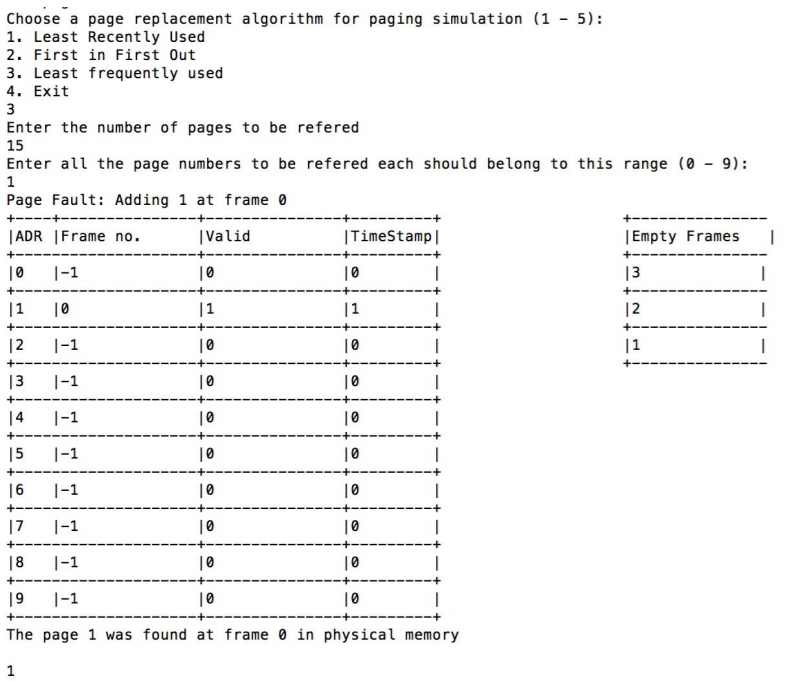 Choose a page replacement algorithm for paging simulation (1 - 5):
1. Least Recently Used
2. First in First Out
3. Least frequently used
4. Exit
3
Enter the number of pages to be refered
15
Enter all the page numbers to be refered each should belong to this range (0 - 9):
1
Page Fault: Adding 1 at frame 0
|ADR |Frame no. |Valid |TimeStamp| |Empty Frames |
|0 |-1 |0 |0 | |3 |
|1 |0 |1 |1 | |2 |
|2 |-1 |0 |0 | |1 |
|3 |-1 |0 |0 |
|4 |-1 |0 |0 |
|5 |-1 |0 |0 |
|6 |-1 |0 |0 |
|7 |-1 |0 |0 |
|8 |-1 |0 |0 |
|9 |-1 |0 |0 |
The page 1 was found at frame 0 in physical memory
1